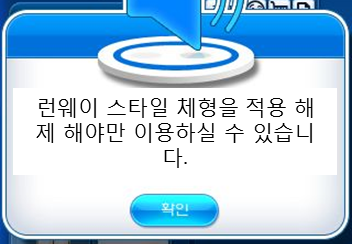 런웨이 스타일 체형을 적용 해
제 해야만 이용하실 수 있습니
다.
확인